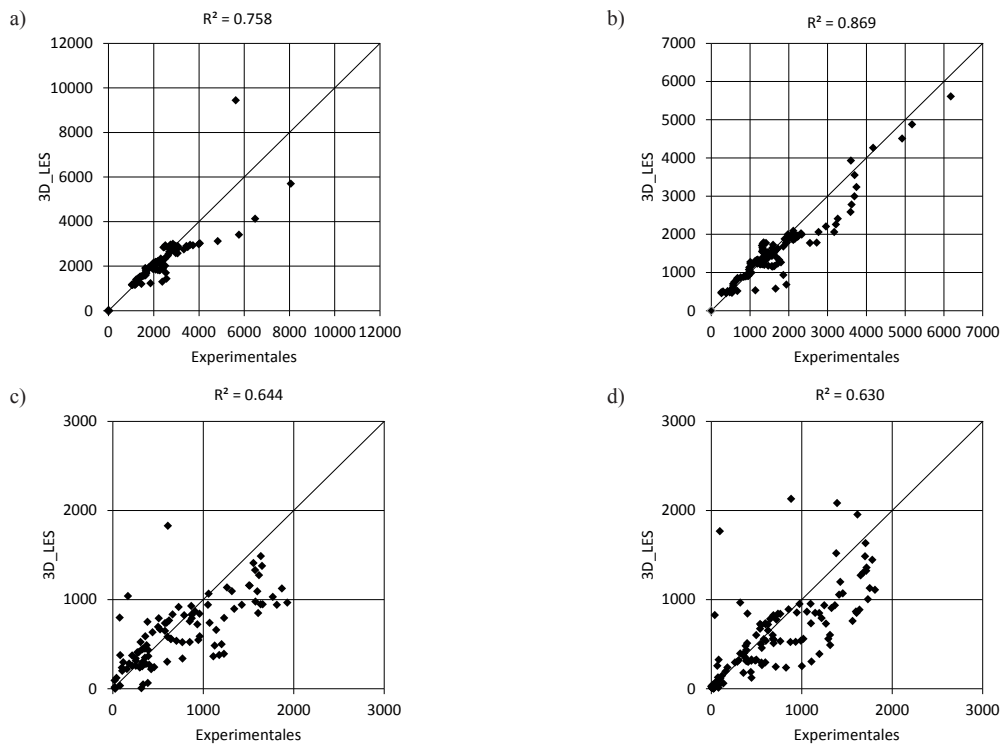 a)
R² = 0.758
12000
10000
8000
6000
4000
2000
0
3D_LES
0 2000 4000 6000 8000 10000 12000
Experimentales
b)
R² = 0.869
7000
6000
5000
4000
3000
2000
1000
0
3D_LES
0 1000 2000 3000 4000 5000 6000 7000
Experimentales
c)
R² = 0.644
3000
2000
1000
0
3D_LES
0 1000 2000 3000
Experimentales
d)
R² = 0.630
3000
2000
1000
0
3D_LES
0 1000 2000 3000
Experimentales